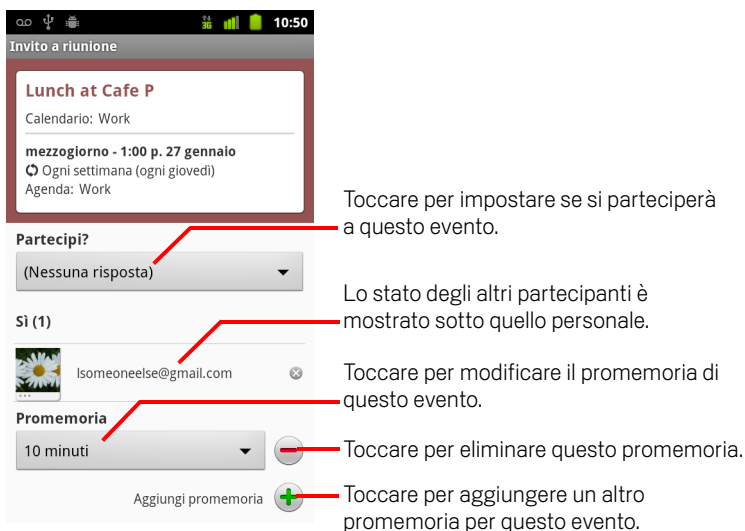 3G 10:50
Invito a riunione
Lunch at Cafe P
Calendario: Work
mezzogiorno - 1:00 p. 27 gennaio
Ogni settimana (ogni giovedì)
Agenda: Work
Partecipi?
(Nessuna risposta)
Sì (1)
lsomeoneelse@gmail.com
Promemoria
10 minuti
Aggiungi promemoria
Toccare per impostare se si parteciperà
a questo evento.
Lo stato degli altri partecipanti è
mostrato sotto quello personale.
Toccare per modificare il promemoria di
questo evento.
Toccare per eliminare questo promemoria.
Toccare per aggiungere un altro
promemoria per questo evento.